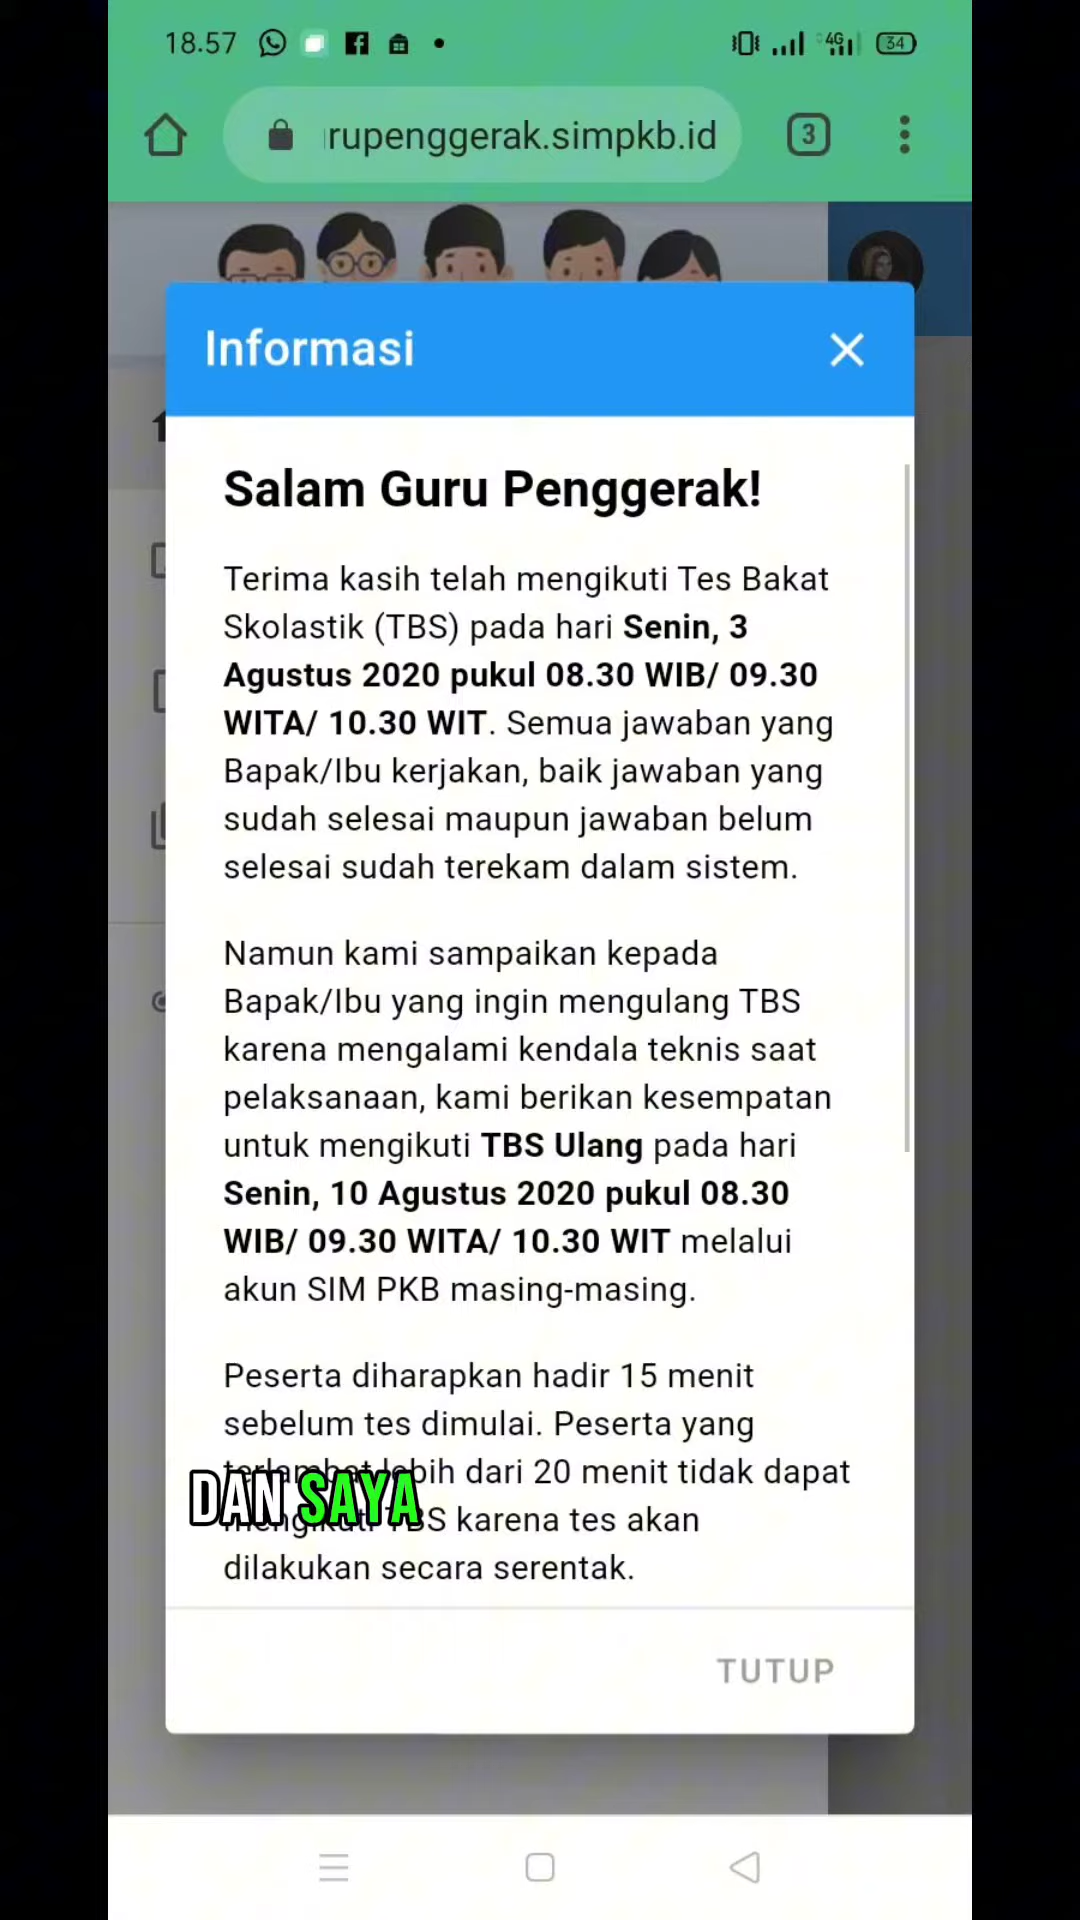 18.57
4G
34
rupenggerak.simpkb.id
3
Informasi
Salam Guru Penggerak!
Terima kasih telah mengikuti Tes Bakat
Skolastik (TBS) pada hari Senin, 3
Agustus 2020 pukul 08.30 WIB/ 09.30
WITA/ 10.30 WIT. Semua jawaban yang
Bapak/Ibu kerjakan, baik jawaban yang
sudah selesai maupun jawaban belum
selesai sudah terekam dalam sistem.
Namun kami sampaikan kepada
Bapak/Ibu yang ingin mengulang TBS
karena mengalami kendala teknis saat
pelaksanaan, kami berikan kesempatan
untuk mengikuti TBS Ulang pada hari
Senin, 10 Agustus 2020 pukul 08.30
WIB/ 09.30 WITA/ 10.30 WIT melalui
akun SIM PKB masing-masing.
Peserta diharapkan hadir 15 menit
sebelum tes dimulai. Peserta yang
terlambat lebih dari 20 menit tidak dapat
DAN SAYA
mengikuti TBS karena tes akan
dilakukan secara serentak.
TUTUP